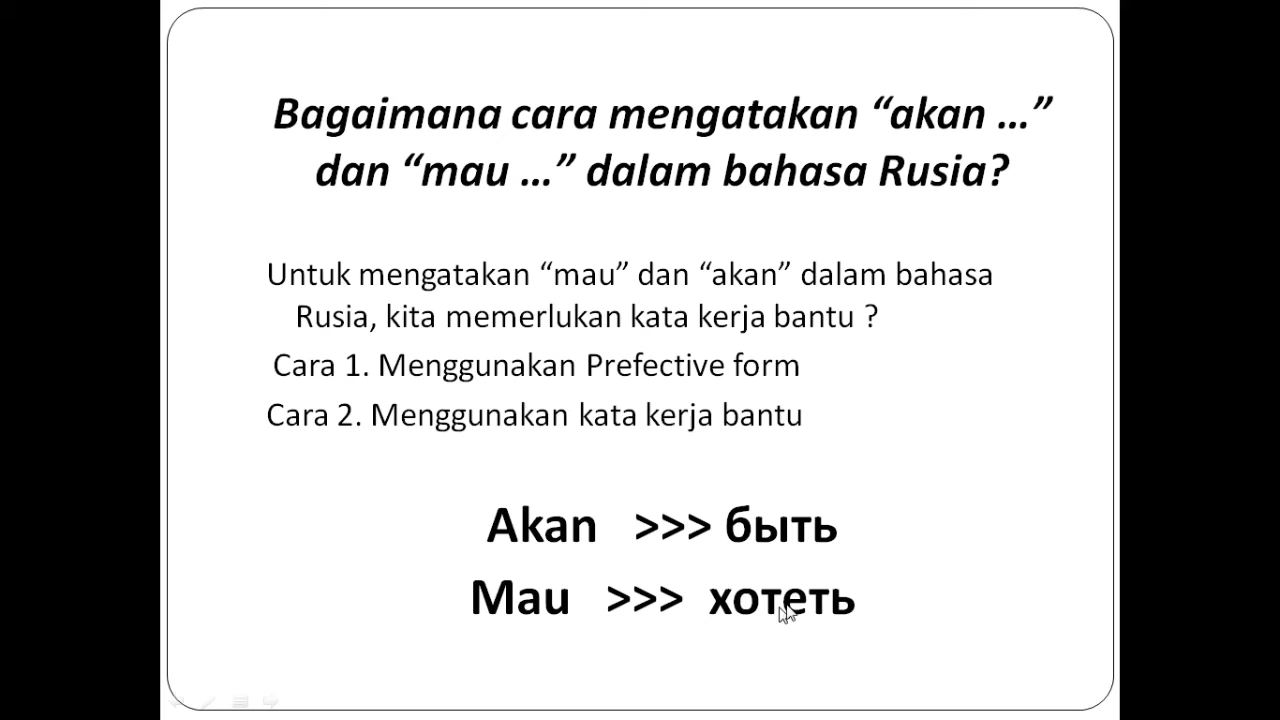 Bagaimana cara mengatakan “akan ...”
dan “mau ...” dalam bahasa Rusia?
Untuk mengatakan “mau” dan “akan” dalam bahasa
Rusia, kita memerlukan kata kerja bantu ?
Cara 1. Menggunakan Prefective form
Cara 2. Menggunakan kata kerja bantu
Akan >>> быть
Mau >>> хотеть